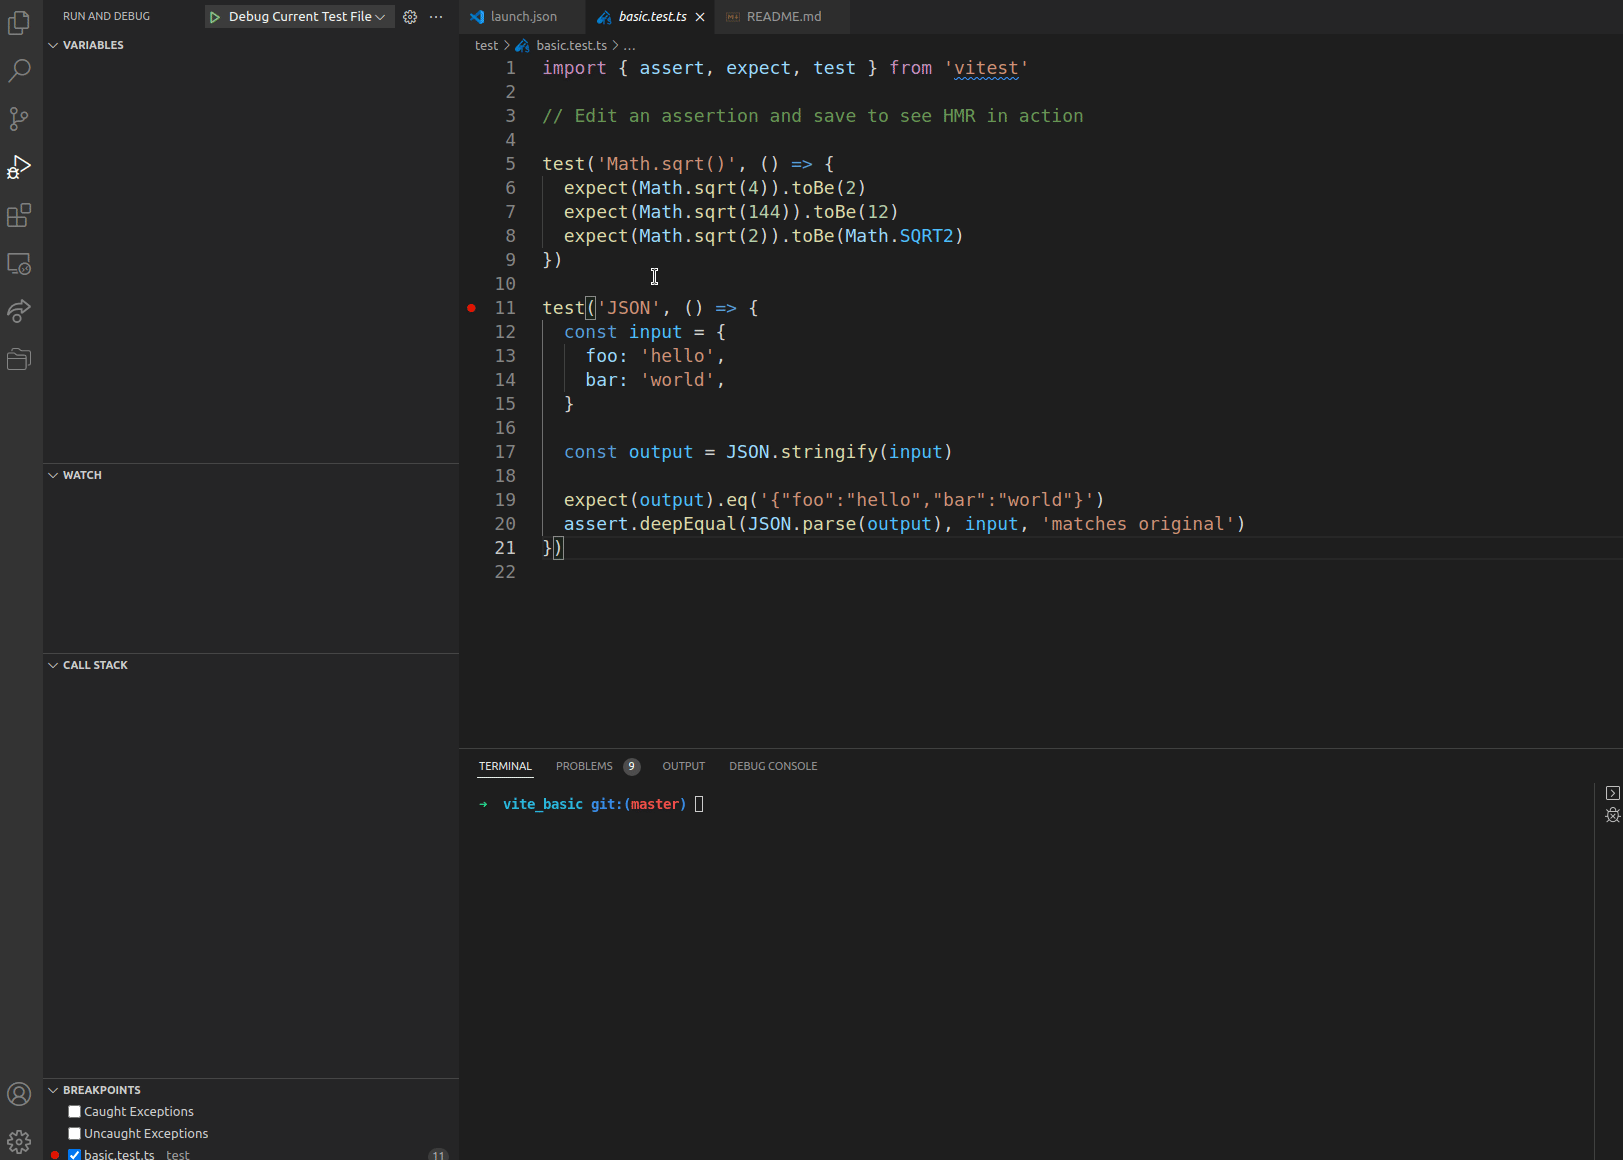 RUN AND DEBUG
Debug Current Test File
VARIABLES
WATCH
CALL STACK
BREAKPOINTS
Caught Exceptions
Uncaught Exceptions
basic.test.ts test 11
launch.json basic.test.ts README.md
test > basic.test.ts > ...
1 import { assert, expect, test } from 'vitest'
2
3 // Edit an assertion and save to see HMR in action
4
5 test('Math.sqrt()', () => {
6   expect(Math.sqrt(4)).toBe(2)
7   expect(Math.sqrt(144)).toBe(12)
8   expect(Math.sqrt(2)).toBe(Math.SQRT2)
9 })
10
11 test('JSON', () => {
12   const input = {
13     foo: 'hello',
14     bar: 'world',
15   }
16
17   const output = JSON.stringify(input)
18
19   expect(output).eq('{"foo":"hello","bar":"world"}')
20   assert.deepEqual(JSON.parse(output), input, 'matches original')
21 })
22
TERMINAL PROBLEMS 9 OUTPUT DEBUG CONSOLE
➜ vite_basic git:(master)